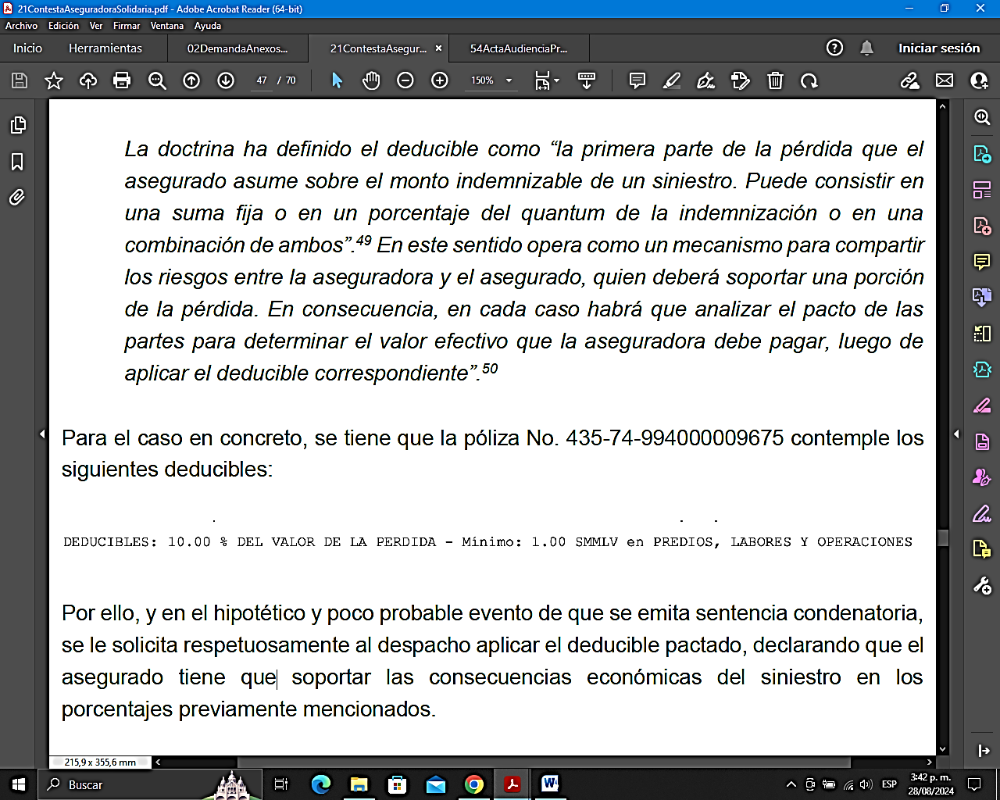 21ContestaAseguradoraSolidaria.pdf - Adobe Acrobat Reader (64-bit)
Archivo Edición Ver Firmar Ventana Ayuda
Inicio Herramientas 02DemandaAnexos... 21ContestaAsegur... × 54ActaAudienciaPr... Iniciar sesión
47 / 70 150%
La doctrina ha definido el deducible como “la primera parte de la pérdida que el
asegurado asume sobre el monto indemnizable de un siniestro. Puede consistir en
una suma fija o en un porcentaje del quantum de la indemnización o en una
combinación de ambos”.49 En este sentido opera como un mecanismo para compartir
los riesgos entre la aseguradora y el asegurado, quien deberá soportar una porción
de la pérdida. En consecuencia, en cada caso habrá que analizar el pacto de las
partes para determinar el valor efectivo que la aseguradora debe pagar, luego de
aplicar el deducible correspondiente”.50
Para el caso en concreto, se tiene que la póliza No. 435-74-994000009675 contemple los
siguientes deducibles:
DEDUCIBLES: 10.00 % DEL VALOR DE LA PERDIDA - Mínimo: 1.00 SMMLV en PREDIOS, LABORES Y OPERACIONES
Por ello, y en el hipotético y poco probable evento de que se emita sentencia condenatoria,
se le solicita respetuosamente al despacho aplicar el deducible pactado, declarando que el
asegurado tiene que soportar las consecuencias económicas del siniestro en los
porcentajes previamente mencionados.
215,9 x 355,6 mm
Buscar
ESP
3:42 p. m.
28/08/2024